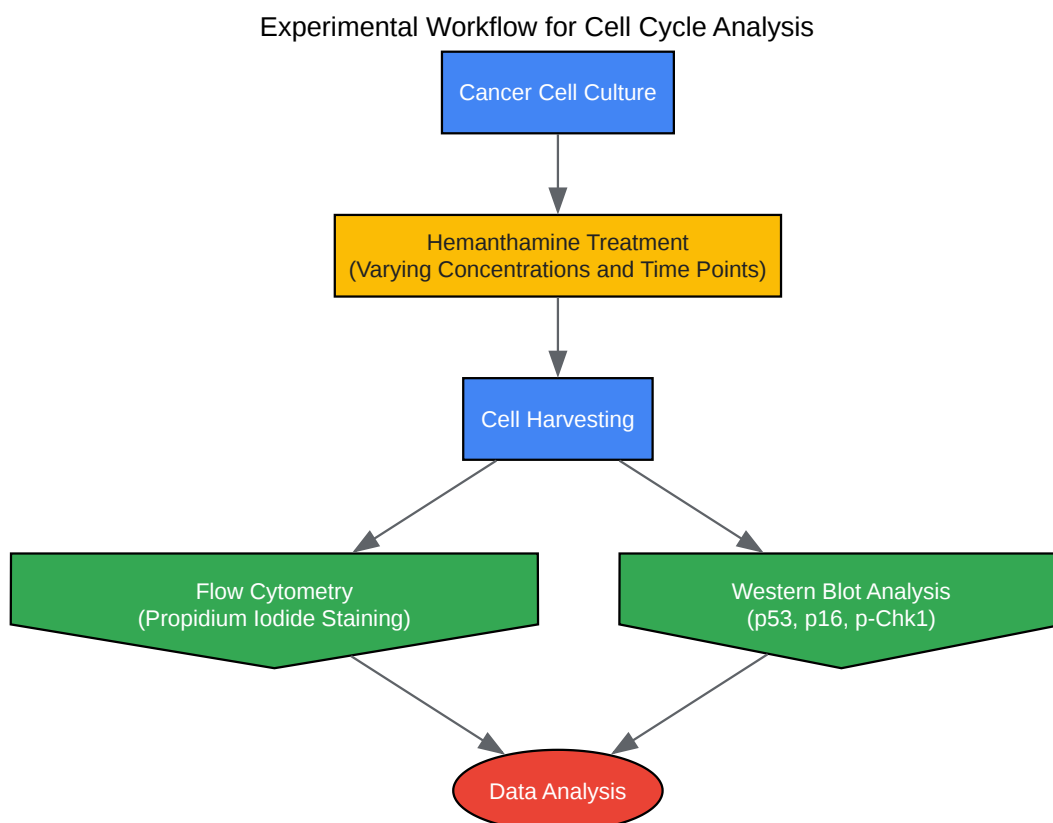 Experimental Workflow for Cell Cycle Analysis
Cancer Cell Culture
Hemanthamine Treatment
(Varying Concentrations and Time Points)
Cell Harvesting
Flow Cytometry
(Propidium Iodide Staining)
Western Blot Analysis
(p53, p16, p-Chk1)
Data Analysis